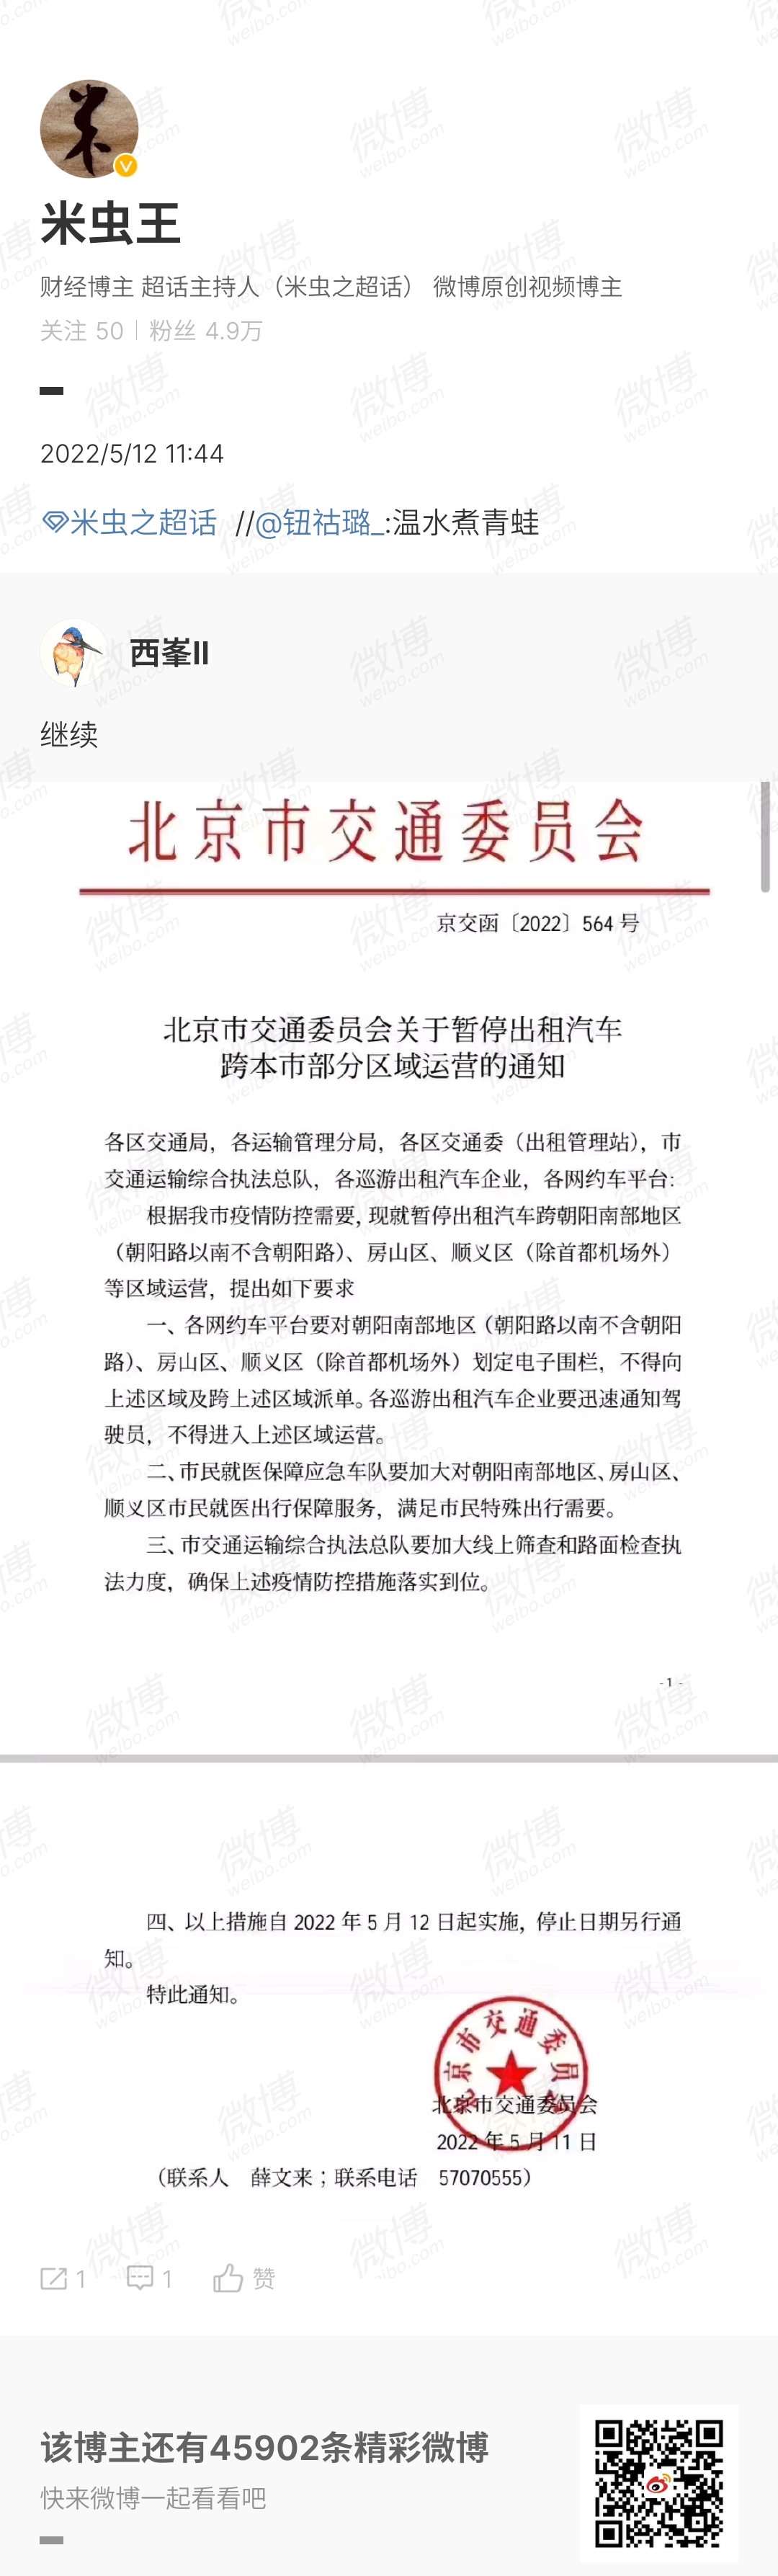 米虫王
财经博主 超话主持人（米虫之超话） 微博原创视频博主
关注 50 | 粉丝 4.9万
2022/5/12 11:44
米虫之超话 //@钮祜璐_:温水煮青蛙
西峯II
继续
北京市交通委员会
京交函〔2022〕564 号
北京市交通委员会关于暂停出租汽车
跨本市部分区域运营的通知
各区交通局，各运输管理分局，各区交通委（出租管理站），市
交通运输综合执法总队，各巡游出租汽车企业，各网约车平台：
根据我市疫情防控需要，现就暂停出租汽车跨朝阳南部地区
（朝阳路以南不含朝阳路）、房山区、顺义区（除首都机场外）
等区域运营，提出如下要求
一、各网约车平台要对朝阳南部地区（朝阳路以南不含朝阳
路）、房山区、顺义区（除首都机场外）划定电子围栏，不得向
上述区域及跨上述区域派单。各巡游出租汽车企业要迅速通知驾
驶员，不得进入上述区域运营。
二、市民就医保障应急车队要加大对朝阳南部地区、房山区、
顺义区市民就医出行保障服务，满足市民特殊出行需要。
三、市交通运输综合执法总队要加大线上筛查和路面检查执
法力度，确保上述疫情防控措施落实到位。
- 1 -
四、以上措施自 2022 年 5 月 12 日起实施，停止日期另行通
知。
特此通知。
北京市交通委员会
北京市交通委员会
2022 年 5 月 11 日
（联系人 薛文来；联系电话 57070555）
1 1 赞
该博主还有45902条精彩微博
快来微博一起看看吧
微博
weibo.com